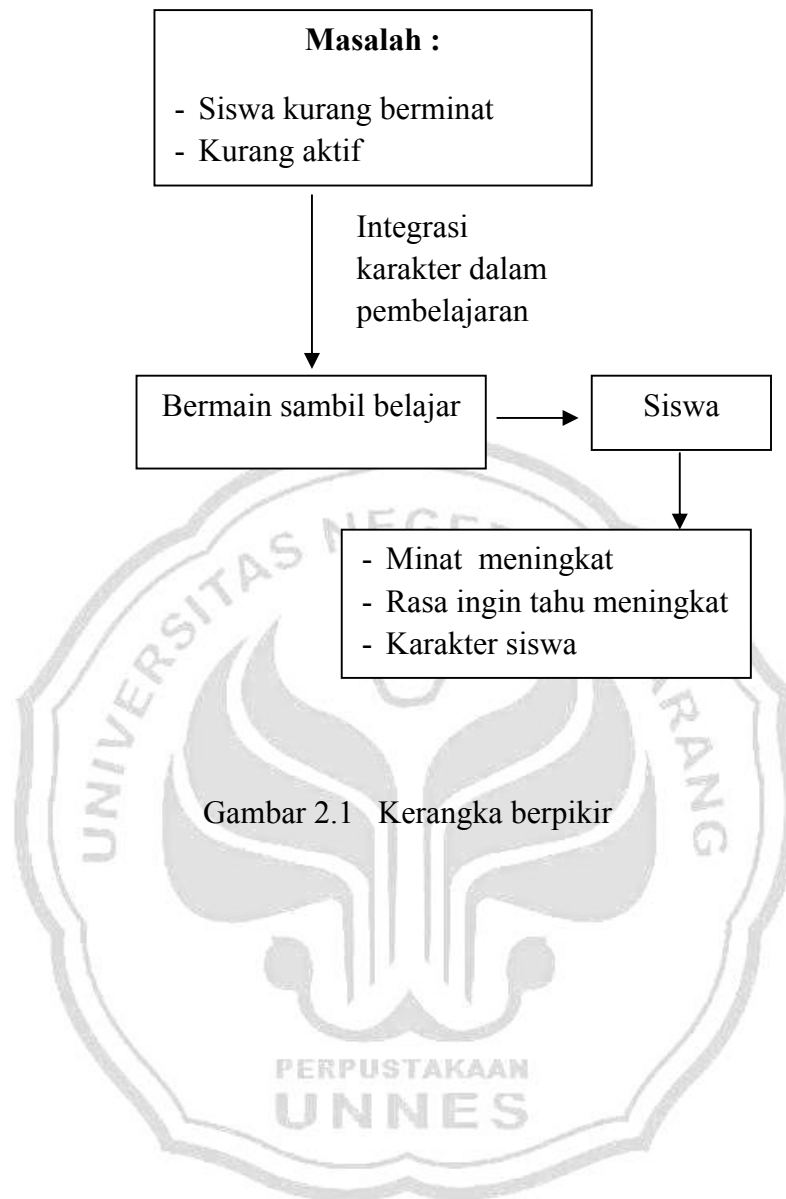 Masalah :
- Siswa kurang berminat
- Kurang aktif
Integrasi
karakter dalam
pembelajaran
Bermain sambil belajar
Siswa
- Minat meningkat
- Rasa ingin tahu meningkat
- Karakter siswa
Gambar 2.1 Kerangka berpikir
UNIVERSITAS
PERPUSTAKAAN
UNNES